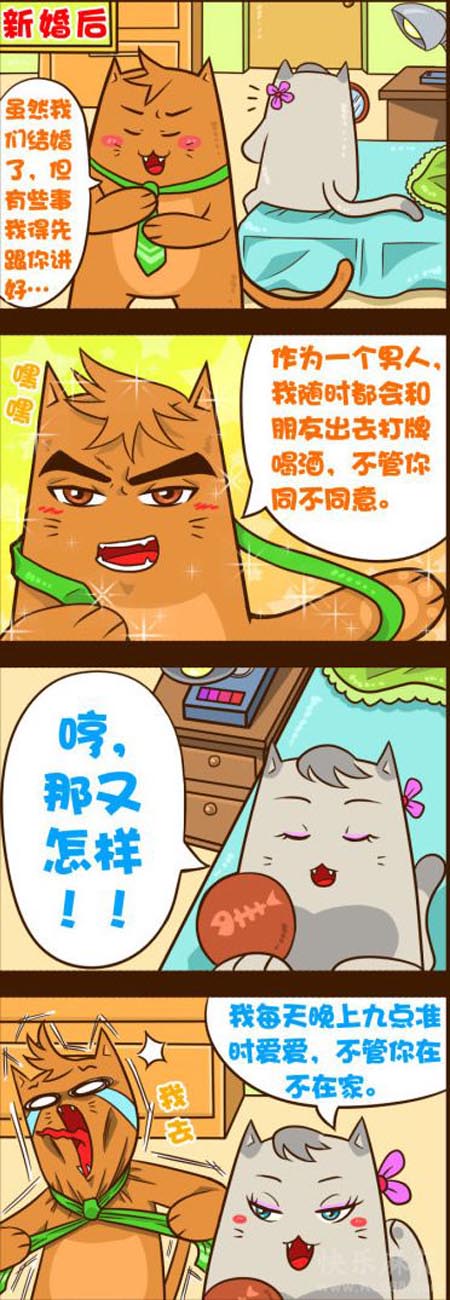 新婚后
虽然我
们结婚
了，但
有些事
我得先
跟你讲
好…
嘿
嘿
作为一个男人，
我随时都会和
朋友出去打牌
喝酒，不管你
同不同意。
哼，
那又
怎样
！！
我每天晚上九点准
时爱爱，不管你在
不在家。
我
去